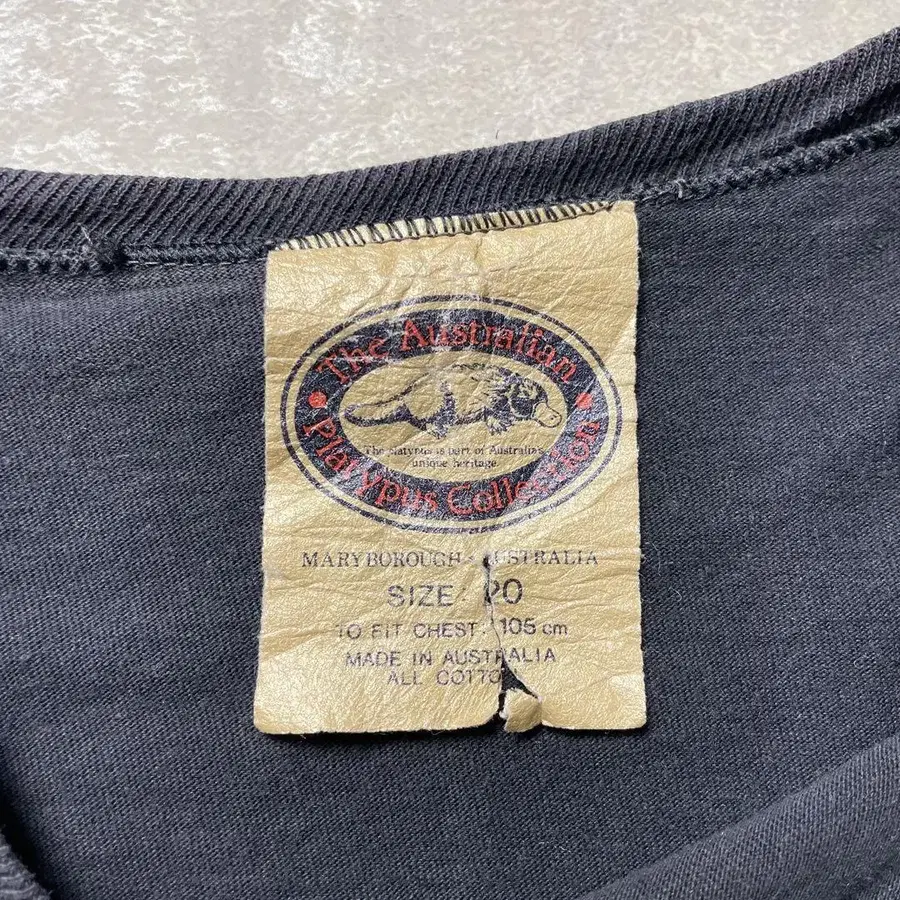 The Australian
The platypus is part of Australia's
unique heritage.
Platypus Collection
MARYBOROUGH - AUSTRALIA
SIZE: 20
TO FIT CHEST: 105 cm
MADE IN AUSTRALIA
ALL COTTON